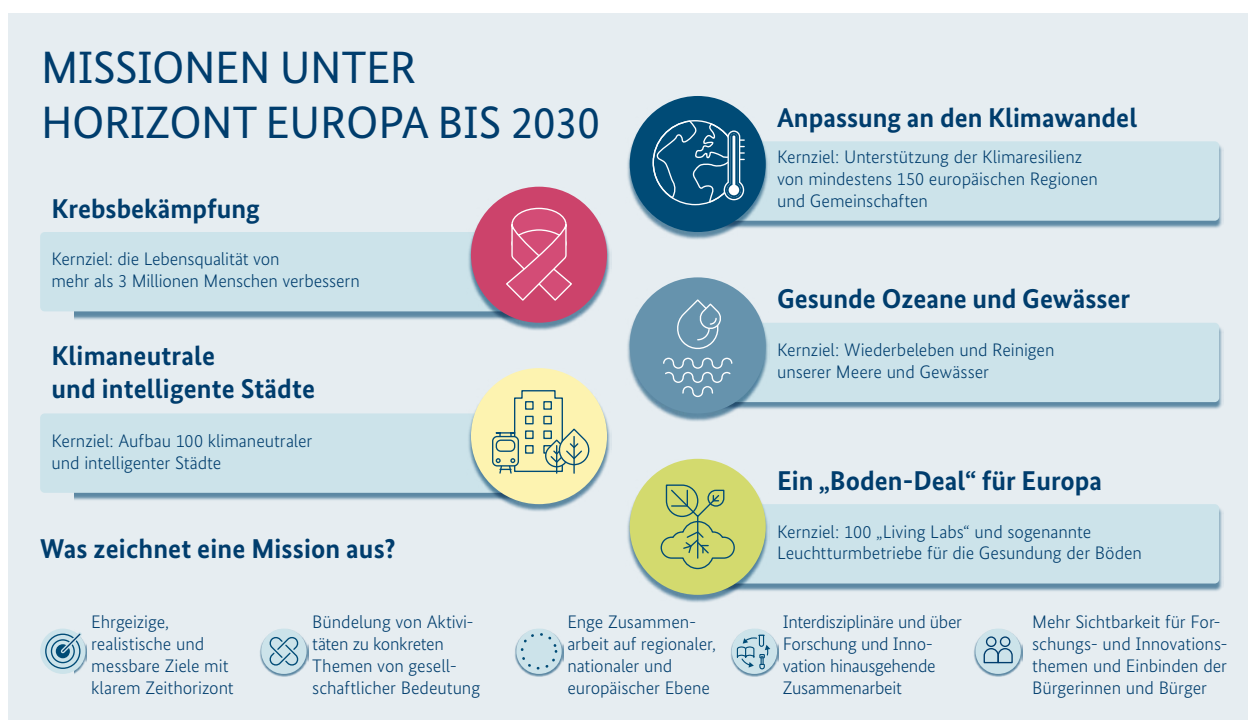 MISSIONEN UNTER
HORIZONT EUROPA BIS 2030
Krebsbekämpfung
Kernziel: die Lebensqualität von
mehr als 3 Millionen Menschen verbessern
Klimaneutrale
und intelligente Städte
Kernziel: Aufbau 100 klimaneutraler
und intelligenter Städte
Anpassung an den Klimawandel
Kernziel: Unterstützung der Klimaresilienz
von mindestens 150 europäischen Regionen
und Gemeinschaften
Gesunde Ozeane und Gewässer
Kernziel: Wiederbeleben und Reinigen
unserer Meere und Gewässer
Ein „Boden-Deal“ für Europa
Kernziel: 100 „Living Labs“ und sogenannte
Leuchtturmbetriebe für die Gesundung der Böden
Was zeichnet eine Mission aus?
Ehrgeizige,
realistische und
messbare Ziele mit
klarem Zeithorizont
Bündelung von Aktivi-
täten zu konkreten
Themen von gesell-
schaftlicher Bedeutung
Enge Zusammen-
arbeit auf regionaler,
nationaler und
europäischer Ebene
Interdisziplinäre und über
Forschung und Inno-
vation hinausgehende
Zusammenarbeit
Mehr Sichtbarkeit für For-
schungs- und Innovations-
themen und Einbinden der
Bürgerinnen und Bürger